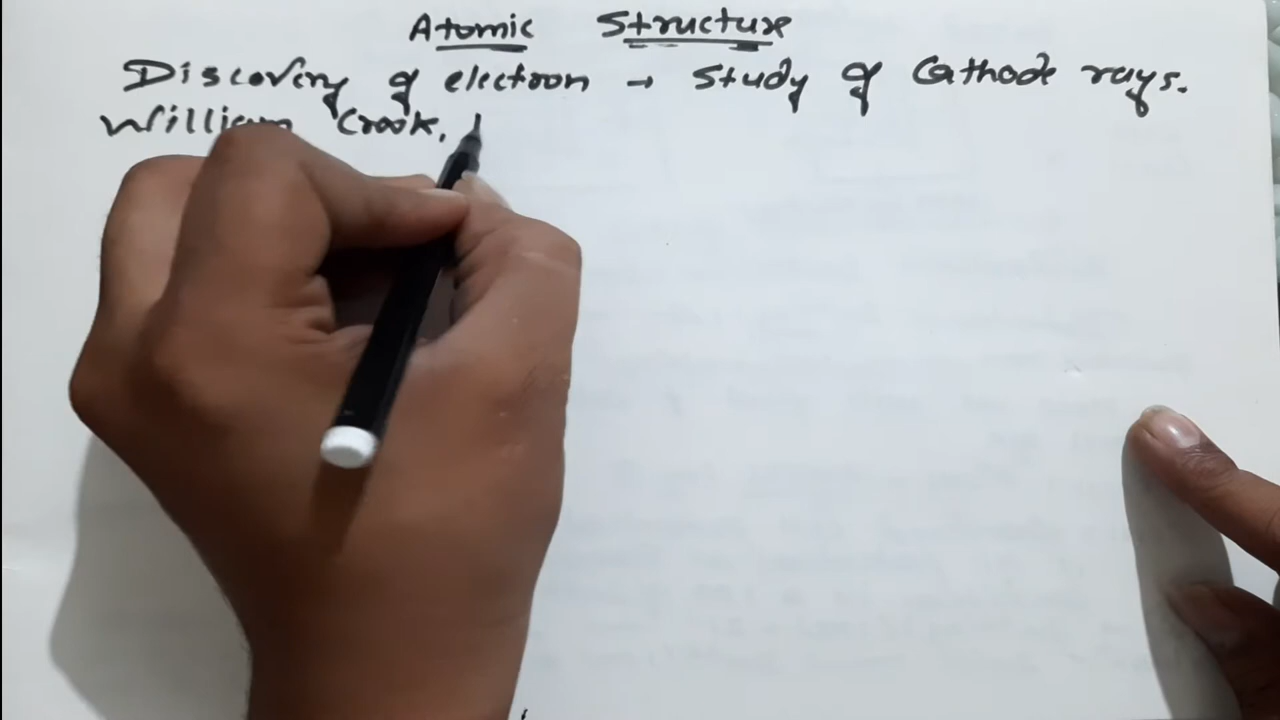 Atomic Structure
Discovery of electron → Study of Cathode rays.
William Crook,